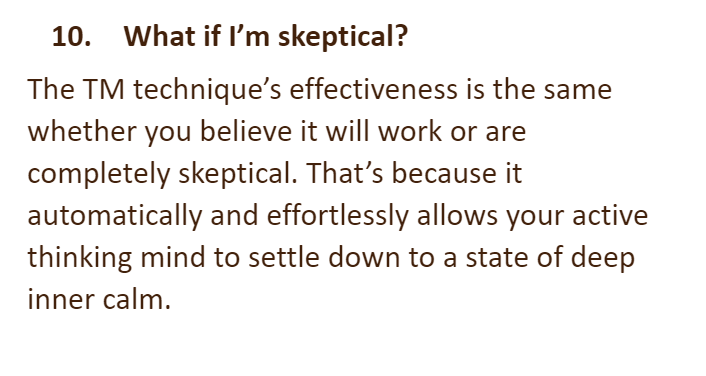 10. What if I’m skeptical?
The TM technique’s effectiveness is the same
whether you believe it will work or are
completely skeptical. That’s because it
automatically and effortlessly allows your active
thinking mind to settle down to a state of deep
inner calm.